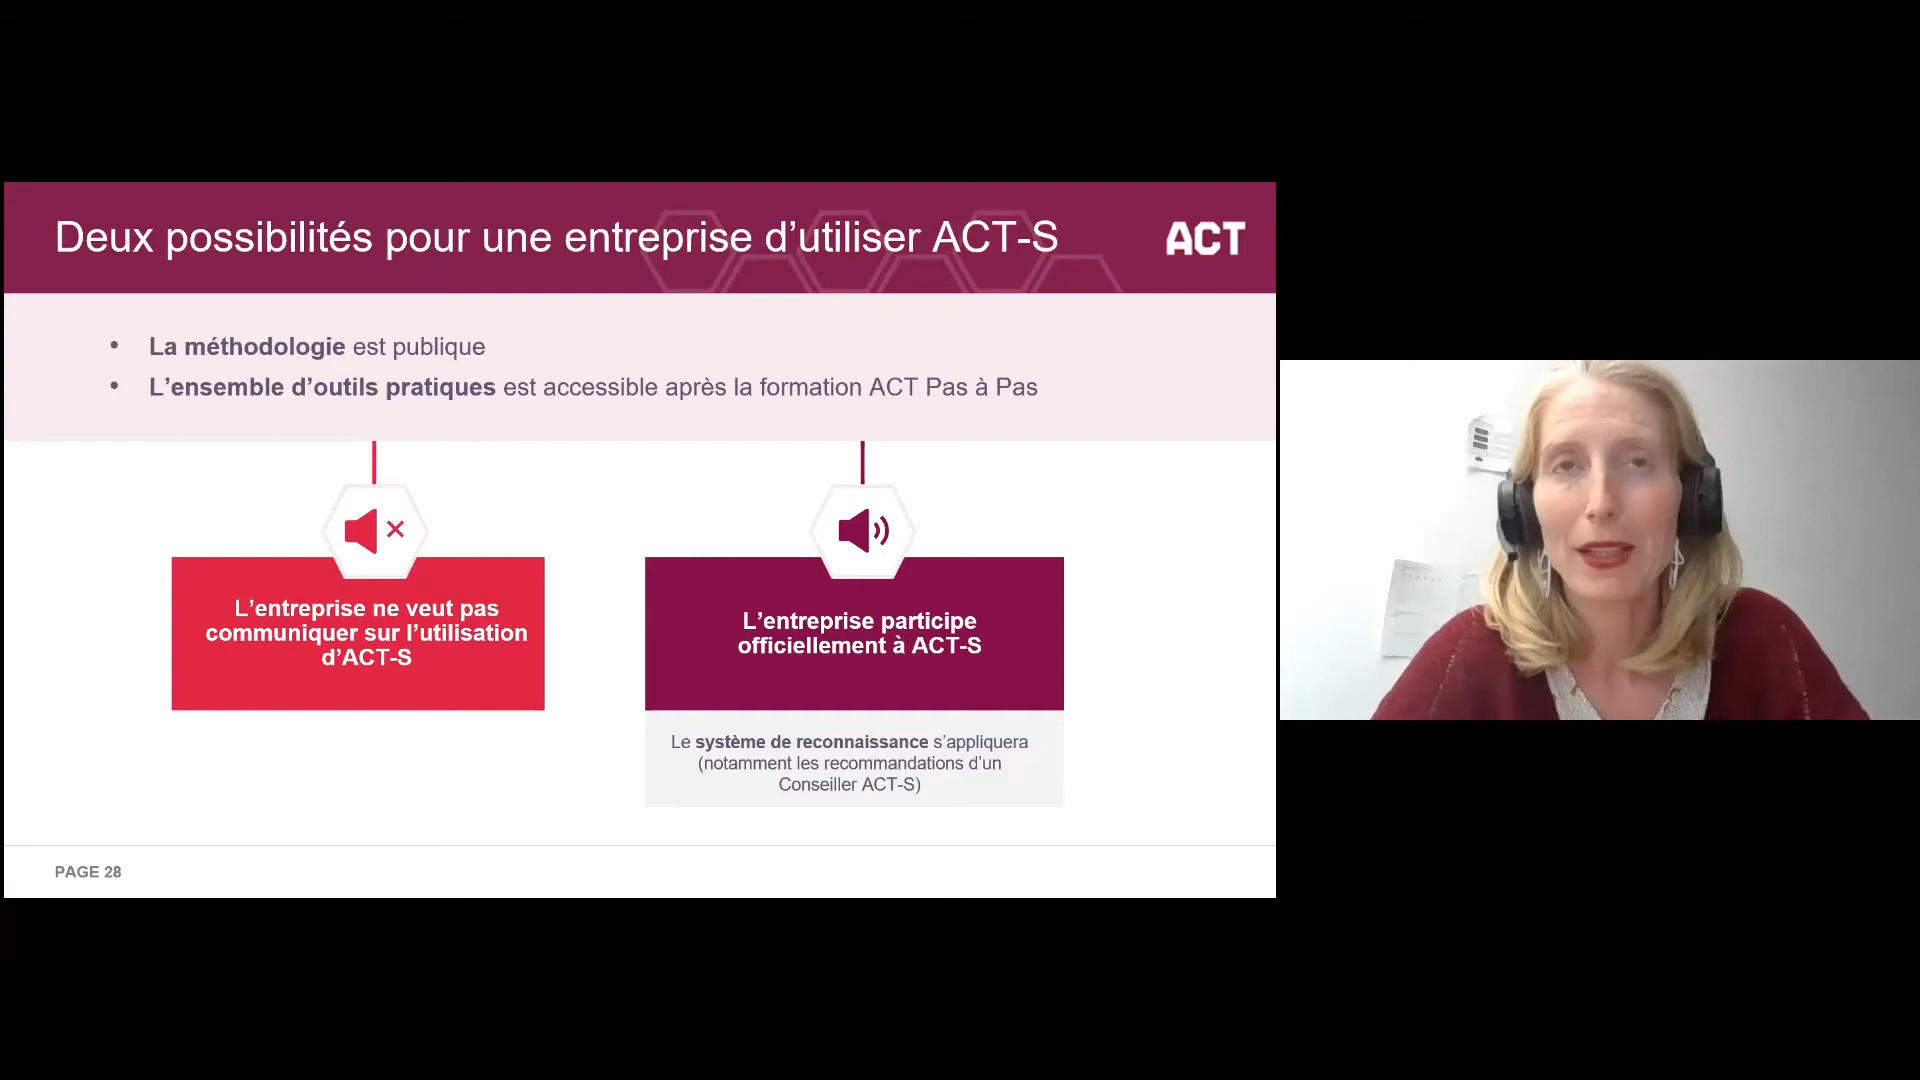 Deux possibilités pour une entreprise d’utiliser ACT-S
ACT
• La méthodologie est publique
• L’ensemble d’outils pratiques est accessible après la formation ACT Pas à Pas
L’entreprise ne veut pas
communiquer sur l’utilisation
d’ACT-S
L’entreprise participe
officiellement à ACT-S
Le système de reconnaissance s’appliquera
(notamment les recommandations d’un
Conseiller ACT-S)
PAGE 28